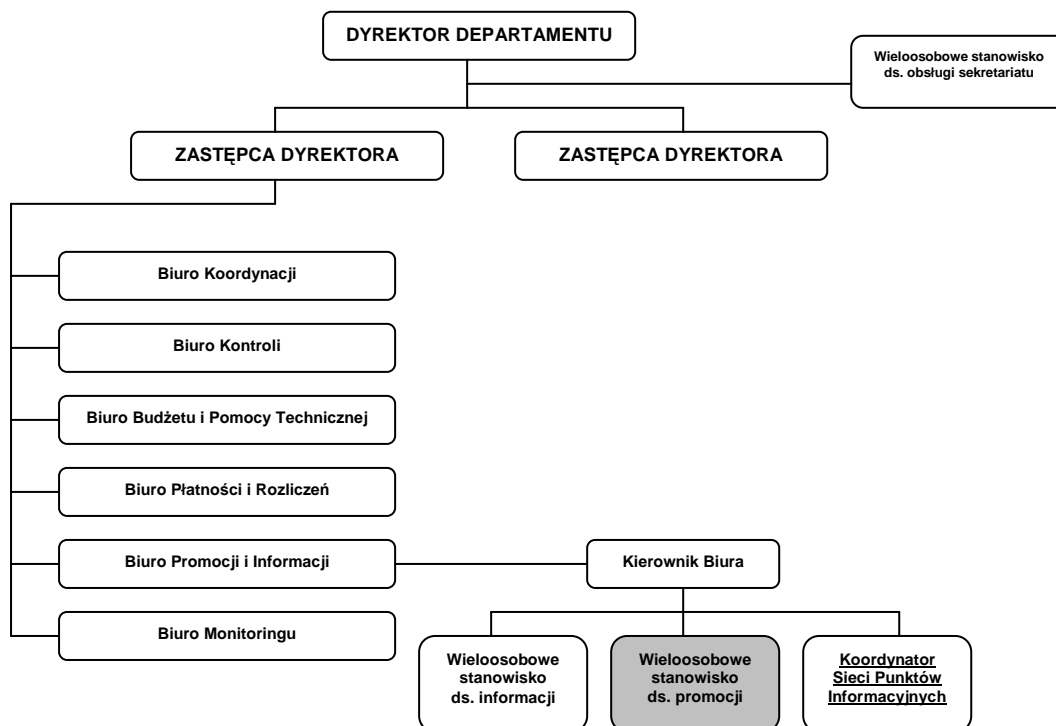 DYREKTOR DEPARTAMENTU
Wieloosobowe stanowisko
ds. obsługi sekretariatu
ZASTĘPCA DYREKTORA
ZASTĘPCA DYREKTORA
Biuro Koordynacji
Biuro Kontroli
Biuro Budżetu i Pomocy Technicznej
Biuro Płatności i Rozliczeń
Biuro Promocji i Informacji
Kierownik Biura
Biuro Monitoringu
Wieloosobowe
stanowisko
ds. informacji
Wieloosobowe
stanowisko
ds. promocji
Koordynator
Sieci Punktów
Informacyjnych